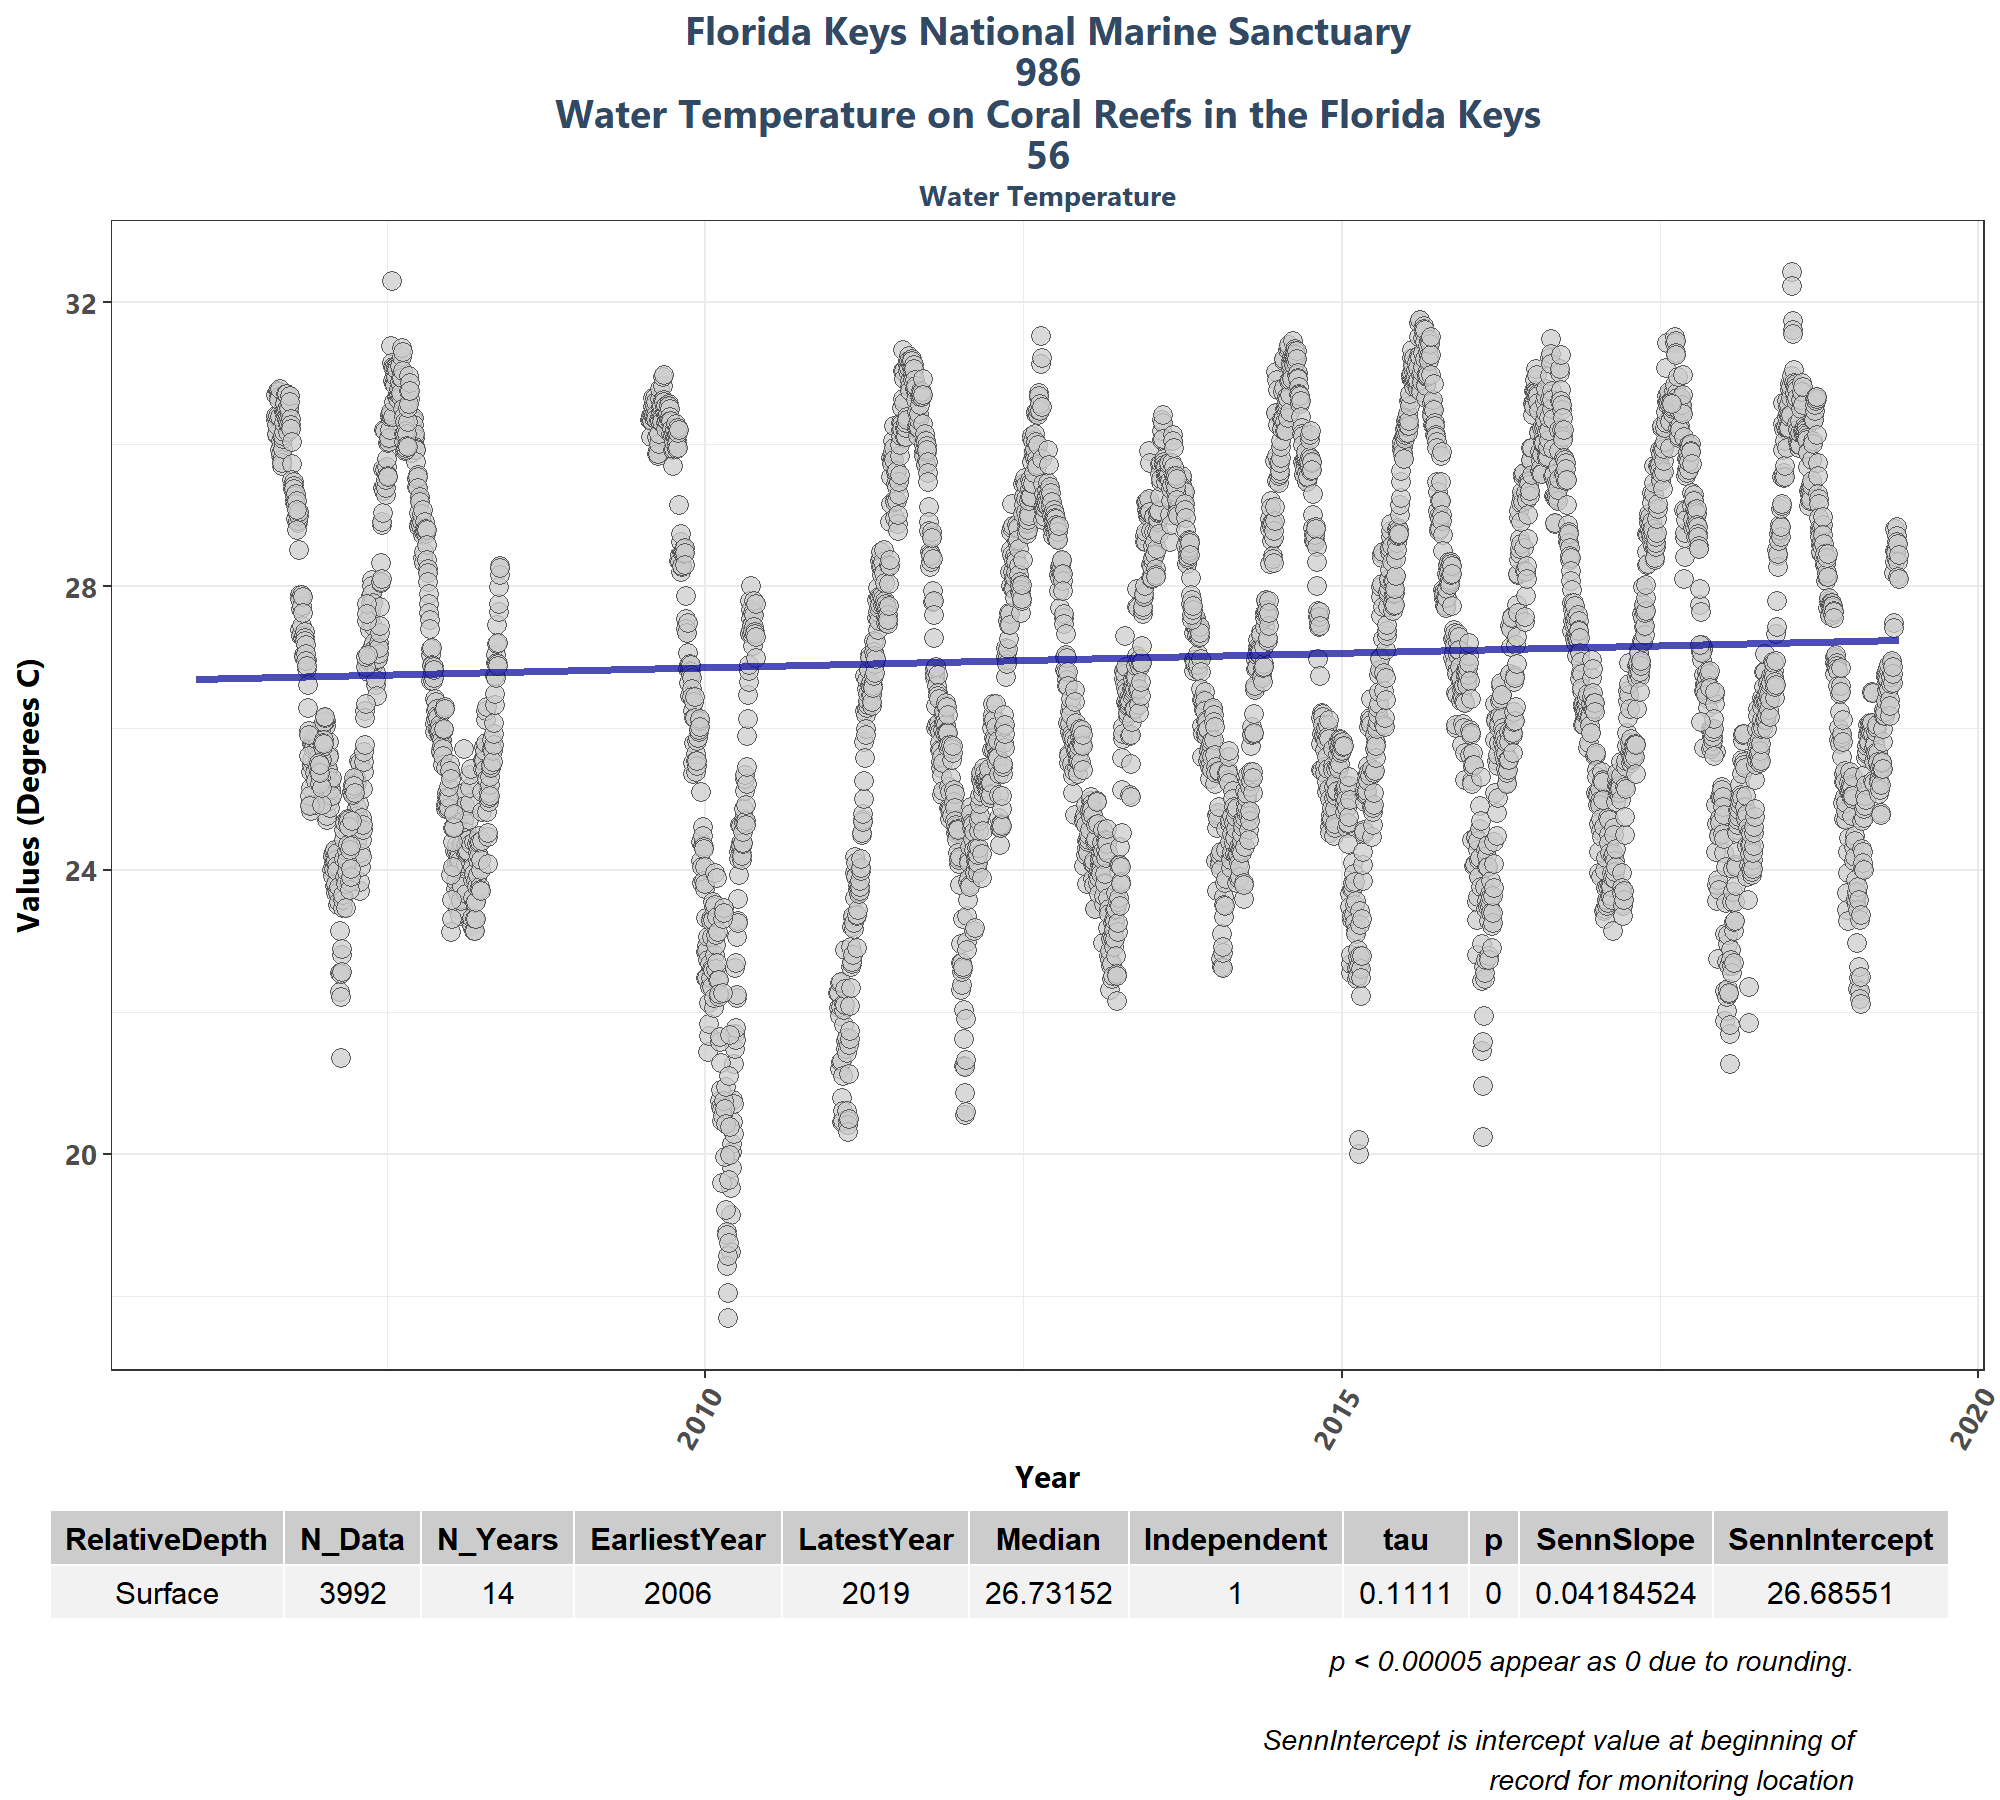 Florida Keys National Marine Sanctuary
986
Water Temperature on Coral Reefs in the Florida Keys
56
Water Temperature
32
28
24
20
Values (Degrees C)
2010
2015
2020
Year
RelativeDepth N_Data N_Years EarliestYear LatestYear Median Independent tau p SennSlope SennIntercept
Surface 3992 14 2006 2019 26.73152 1 0.1111 0 0.04184524 26.68551
p < 0.00005 appear as 0 due to rounding.
SennIntercept is intercept value at beginning of
record for monitoring location